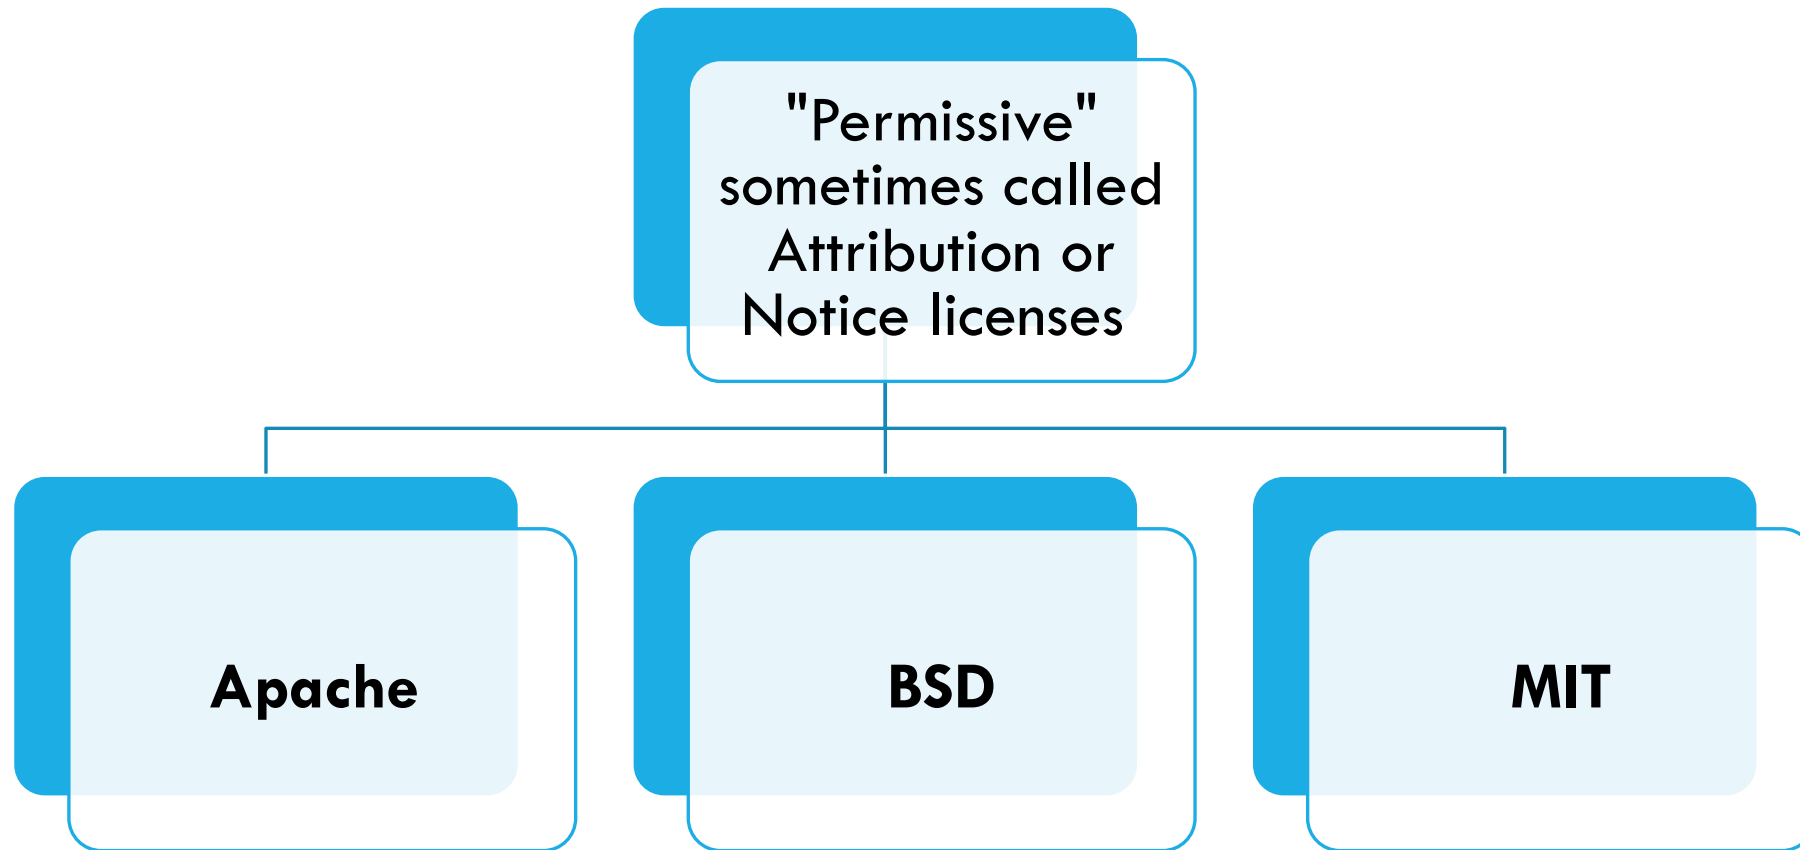 "Permissive"
sometimes called
Attribution or
Notice licenses
Apache
BSD
MIT